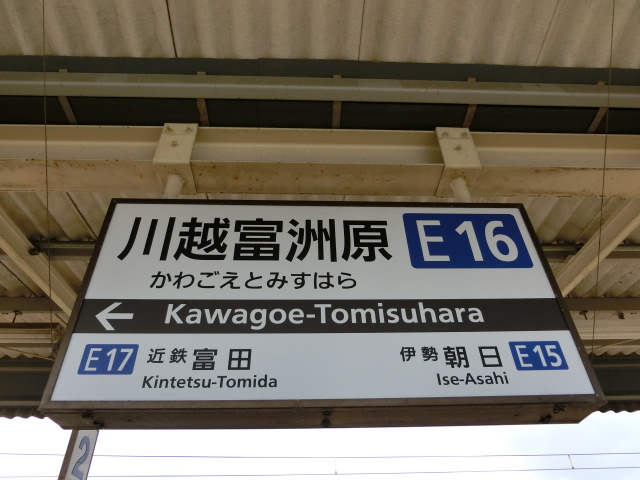 川越富洲原 E16
かわごえとみすはら
← Kawagoe-Tomisuhara
E17 近鉄富田 伊勢朝日 E15
Kintetsu-Tomida Ise-Asahi
2